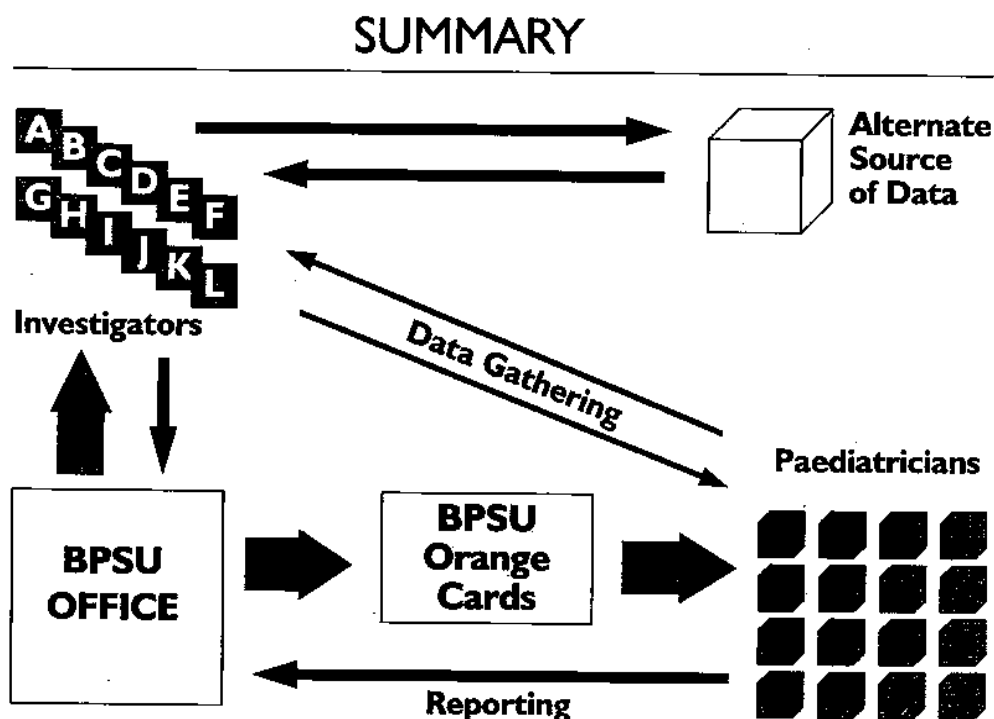 SUMMARY
A
B
C
D
E
F
G
H
I
J
K
L
Investigators
Alternate
Source
of Data
Data Gathering
Paediatricians
BPSU
OFFICE
BPSU
Orange
Cards
Reporting